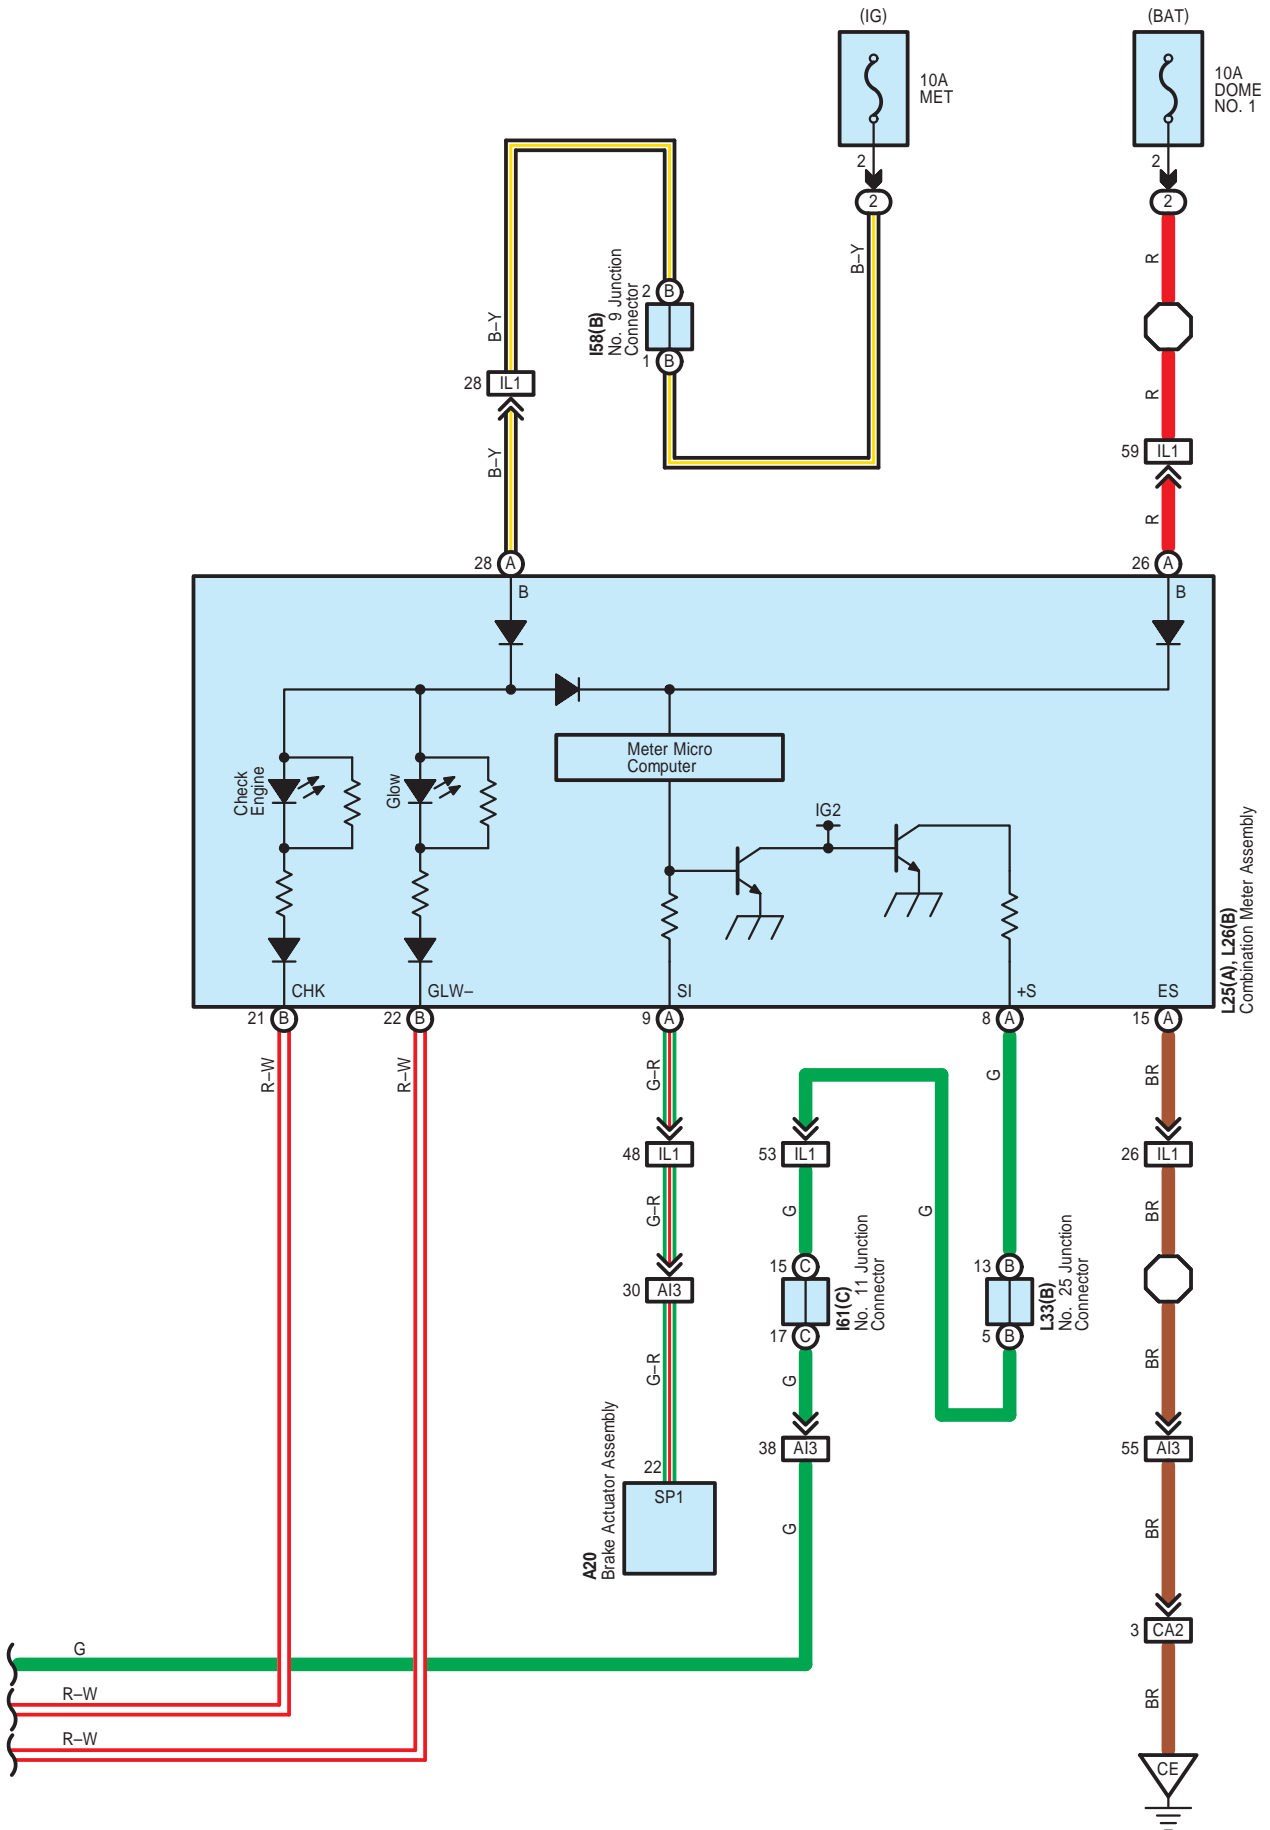 (IG)
(BAT)
10A
MET
10A
DOME
NO. 1
2
2
2
2
B–Y
R
I58(B)
No. 9 Junction
Connector
2 B
1 B
B–Y
R
28 IL1
59 IL1
B–Y
R
28 A
26 A
B
B
Meter Micro
Computer
Check
Engine
Glow
IG2
L25(A), L26(B)
Combination Meter Assembly
CHK
GLW–
SI
+S
ES
21 B
22 B
9 A
8 A
15 A
R–W
R–W
G–R
G
BR
48 IL1
53 IL1
26 IL1
G–R
G
G
BR
15 C
I61(C)
No. 11 Junction
Connector
17 C
13 B
L33(B)
No. 25 Junction
Connector
5 B
30 AI3
G–R
G
BR
38 AI3
55 AI3
A20
Brake Actuator Assembly
22
SP1
G
BR
3 CA2
G
R–W
BR
R–W
CE